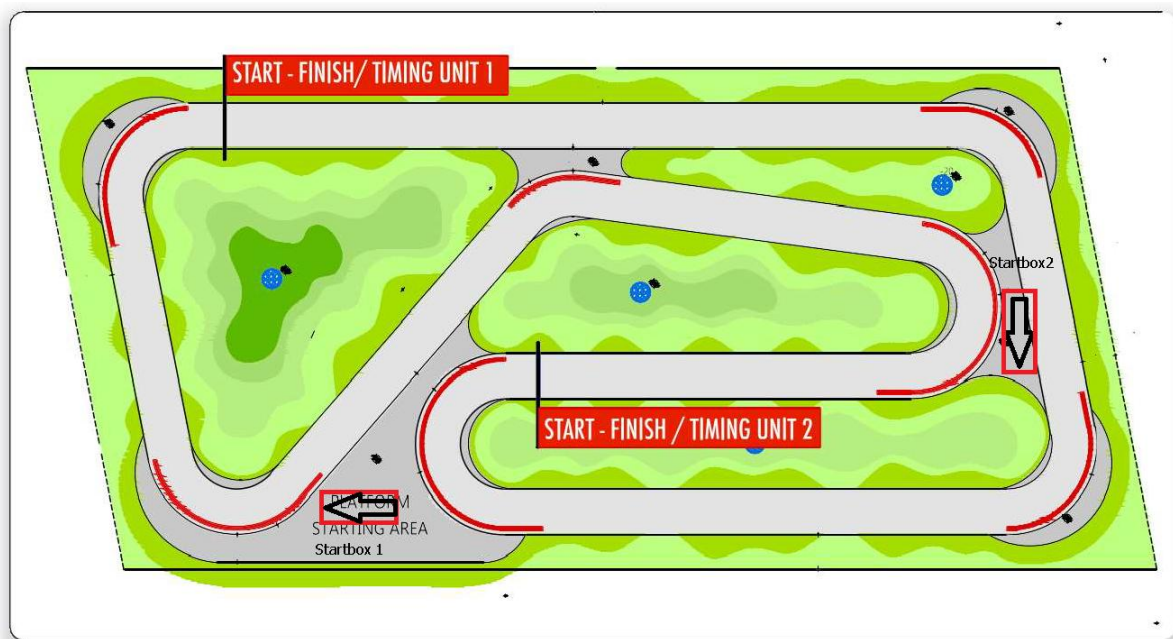 START - FINISH/ TIMING UNIT 1
Startbox2
START - FINISH / TIMING UNIT 2
PLATFORM
STARTING AREA
Startbox 1